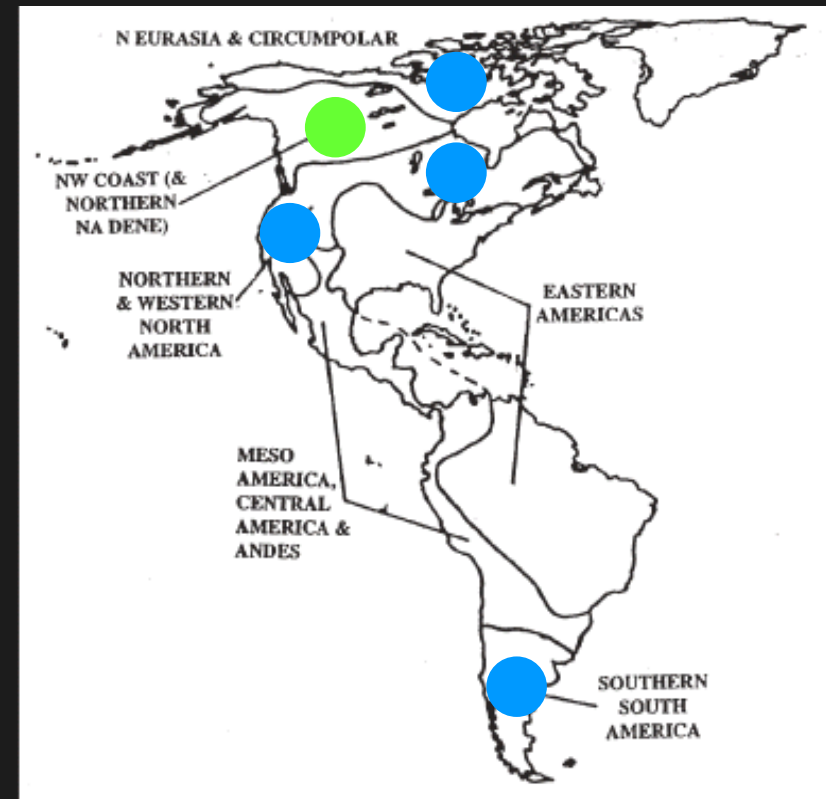 N EURASIA & CIRCUMPOLAR
NW COAST (&
NORTHERN
NA DENE)
NORTHERN
& WESTERN
NORTH
AMERICA
EASTERN
AMERICAS
MESO
AMERICA,
CENTRAL
AMERICA &
ANDES
SOUTHERN
SOUTH
AMERICA